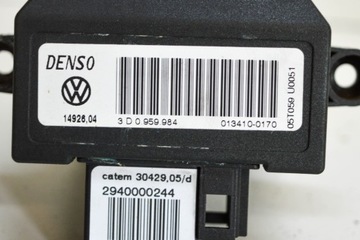 DENSO
14926,04
3 D 0 959 984
013410-0170
05T059 U0051
catem 30429,05/d
2940000244